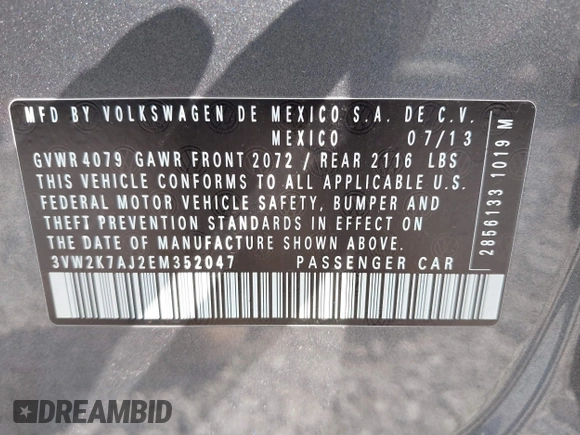 MFD BY VOLKSWAGEN DE MEXICO S.A. DE C.V.
MEXICO 07/13
GVWR4079 GAWR FRONT 2072 / REAR 2116 LBS
THIS VEHICLE CONFORMS TO ALL APPLICABLE U.S.
FEDERAL MOTOR VEHICLE SAFETY, BUMPER AND
THEFT PREVENTION STANDARDS IN EFFECT ON
THE DATE OF MANUFACTURE SHOWN ABOVE.
3VW2K7AJ2EM352047 PASSENGER CAR
2856133 1019 M
DREAMBID